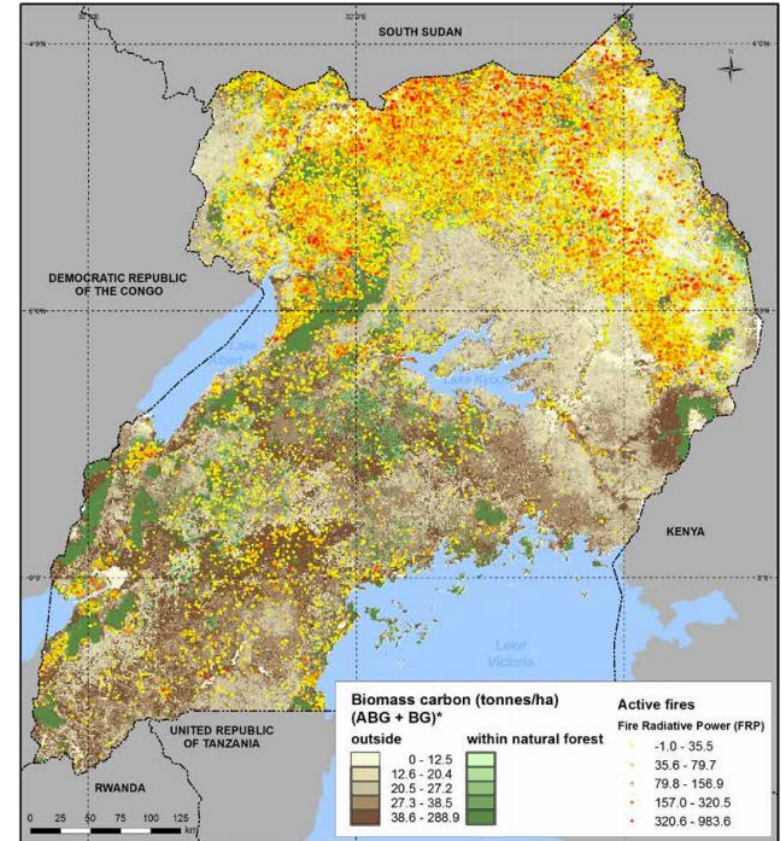 SOUTH SUDAN
DEMOCRATIC REPUBLIC
OF THE CONGO
Lake
Albert
Lake Kyoga
KENYA
Lake
Victoria
UNITED REPUBLIC
OF TANZANIA
RWANDA
0 25 50 75 100 125
km
Biomass carbon (tonnes/ha)
(ABG + BG)*
outside within natural forest
0 - 12.5
12.6 - 20.4
20.5 - 27.2
27.3 - 38.5
38.6 - 288.9
Active fires
Fire Radiative Power (FRP)
-1.0 - 35.5
35.6 - 79.7
79.8 - 156.9
157.0 - 320.5
320.6 - 983.6